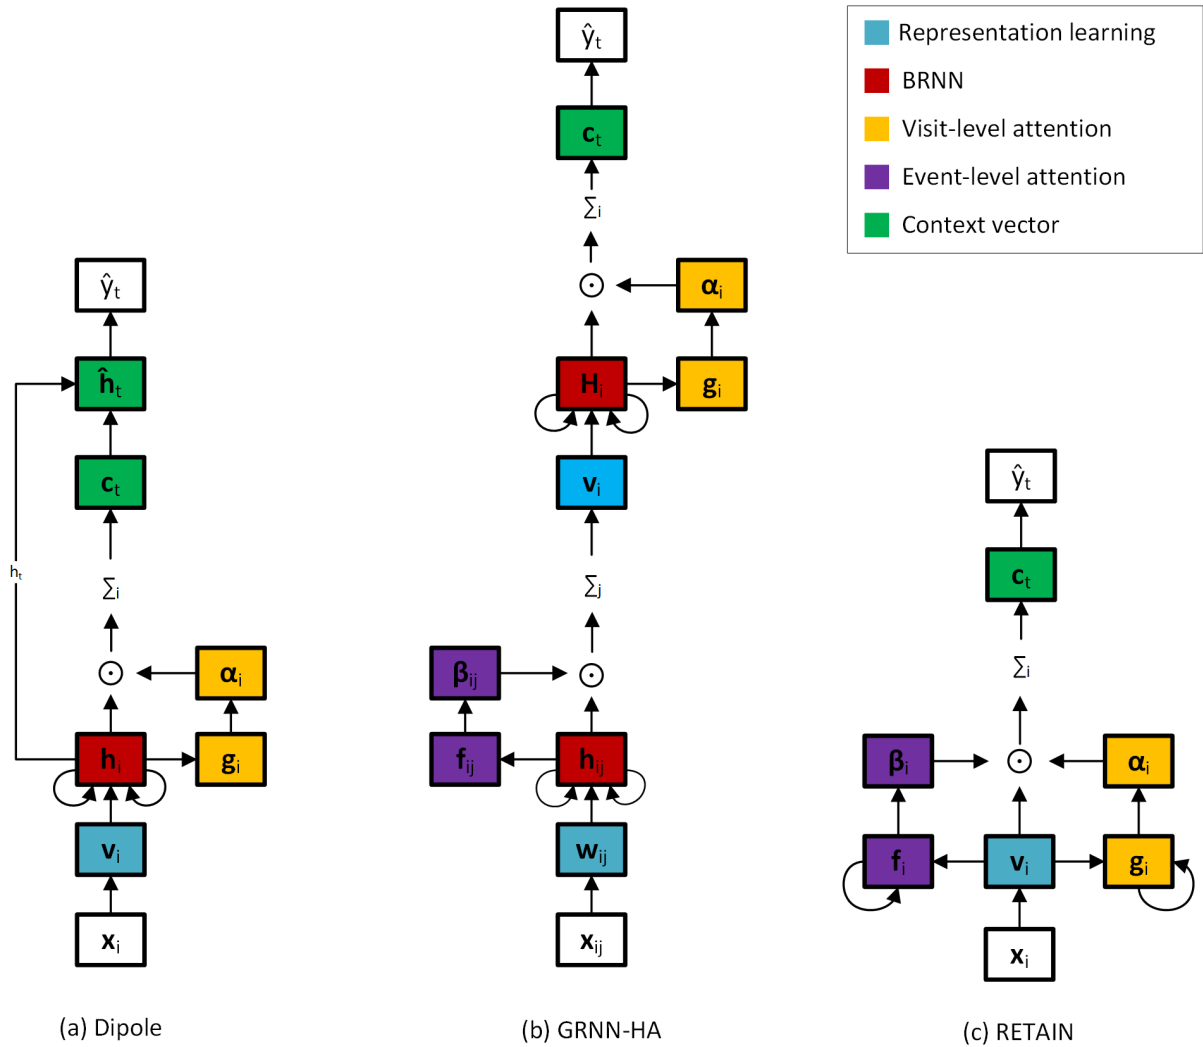 Representation learning
BRNN
Visit-level attention
Event-level attention
Context vector
ŷt
ĥt
ct
ht
∑i
αi
hi
gi
vi
xi
(a) Dipole
ŷt
ct
∑i
αi
Hi
gi
vi
∑j
βij
fij
hij
wij
xij
(b) GRNN-HA
ŷt
ct
∑i
βi
αi
fi
vi
gi
xi
(c) RETAIN